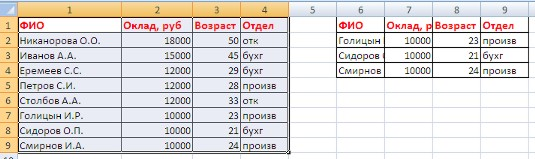 1 2 3 4 5 6 7 8 9
1 ФИО Оклад, руб Возраст Отдел ФИО Оклад, р Возраст Отдел
2 Никанорова О.О. 18000 50 отк Голицын 10000 23 произв
3 Иванов А.А. 15000 45 бухг Сидоров 10000 21 бухг
4 Еремеев С.С. 12000 29 бухг Смирнов 10000 24 произв
5 Петров С.И. 12000 28 произв
6 Столбов А.А. 12000 33 отк
7 Голицын И.Р. 10000 23 произв
8 Сидоров О.П. 10000 21 бухг
9 Смирнов И.А. 10000 24 произв